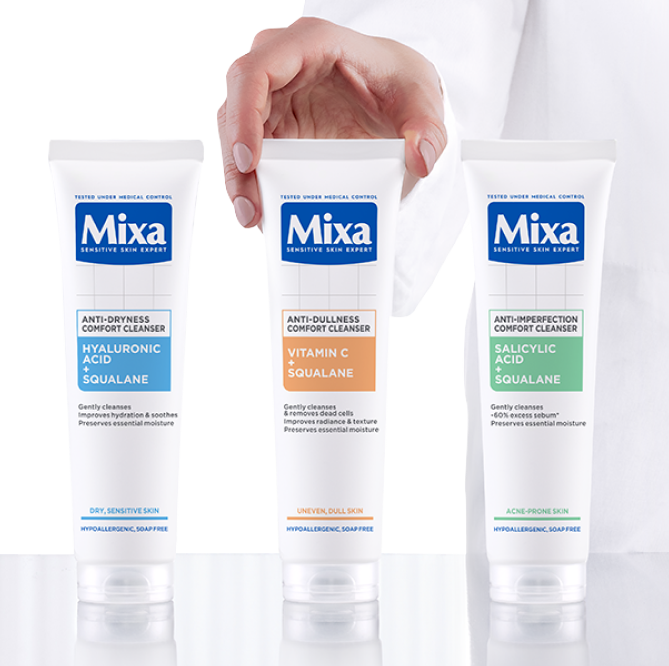 TESTED UNDER MEDICAL CONTROL
Mixa
SENSITIVE SKIN EXPERT
ANTI-DRYNESS
COMFORT CLEANSER
HYALURONIC
ACID
+
SQUALANE
Gently cleanses
Improves hydration & soothes
Preserves essential moisture
DRY, SENSITIVE SKIN
HYPOALLERGENIC, SOAP FREE
TESTED UNDER MEDICAL CONTROL
Mixa
SENSITIVE SKIN EXPERT
ANTI-DULLNESS
COMFORT CLEANSER
VITAMIN C
+
SQUALANE
Gently cleanses
& removes dead cells
Improves radiance & texture
Preserves essential moisture
UNEVEN, DULL SKIN
HYPOALLERGENIC, SOAP FREE
TESTED UNDER MEDICAL CONTROL
Mixa
SENSITIVE SKIN EXPERT
ANTI-IMPERFECTION
COMFORT CLEANSER
SALICYLIC
ACID
+
SQUALANE
Gently cleanses
-60% excess sebum*
Preserves essential moisture
ACNE-PRONE SKIN
HYPOALLERGENIC, SOAP FREE